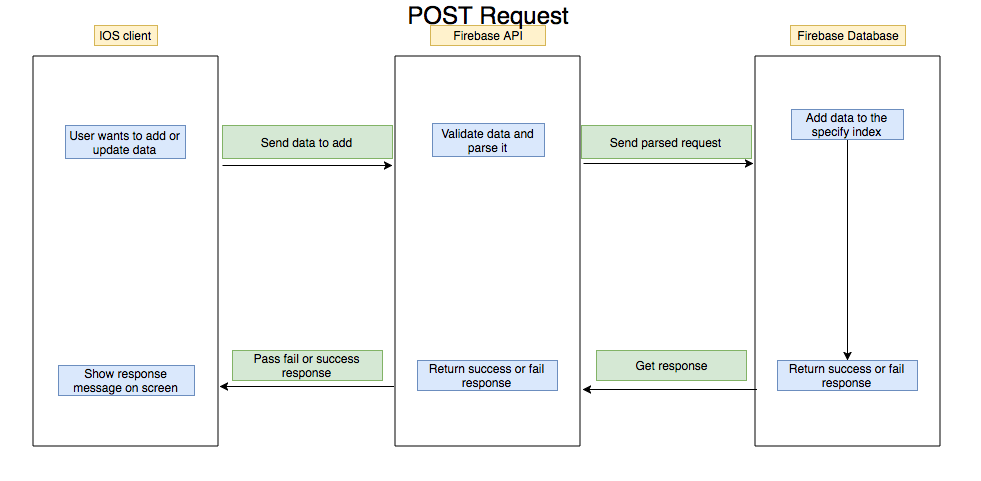 POST Request
IOS client
Firebase API
Firebase Database
User wants to add or
update data
Send data to add
Validate data and
parse it
Send parsed request
Add data to the
specify index
Show response
message on screen
Pass fail or success
response
Return success or fail
response
Get response
Return success or fail
response